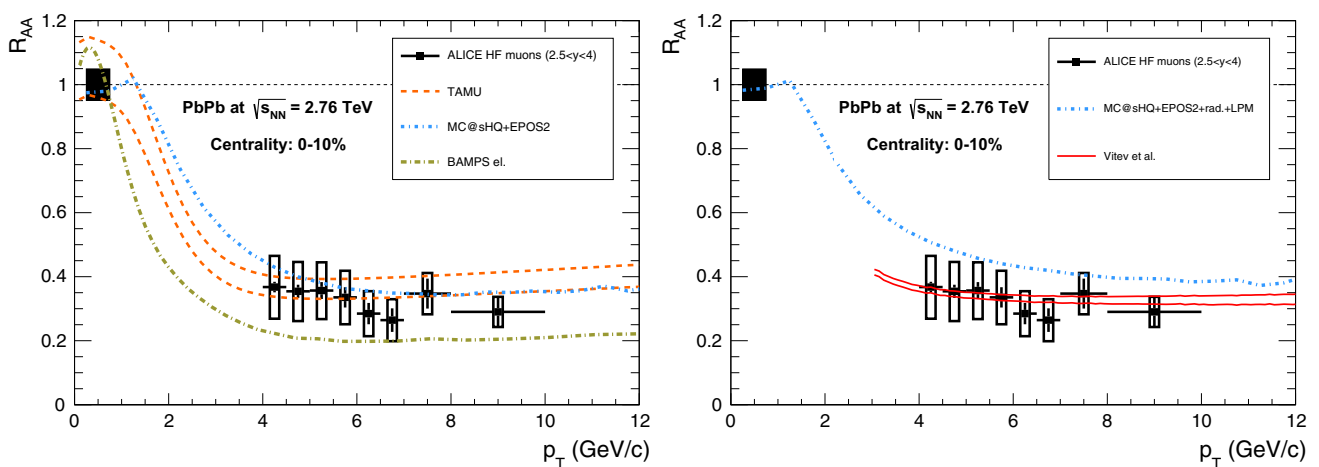 R_AA
1.2
1
0.8
0.6
0.4
0.2
0
0 2 4 6 8 10 12
p_T (GeV/c)
ALICE HF muons (2.5<y<4)
TAMU
MC@sHQ+EPOS2
BAMPS el.
PbPb at √s_NN = 2.76 TeV
Centrality: 0-10%
R_AA
1.2
1
0.8
0.6
0.4
0.2
0
0 2 4 6 8 10 12
p_T (GeV/c)
ALICE HF muons (2.5<y<4)
MC@sHQ+EPOS2+rad.+LPM
Vitev et al.
PbPb at √s_NN = 2.76 TeV
Centrality: 0-10%